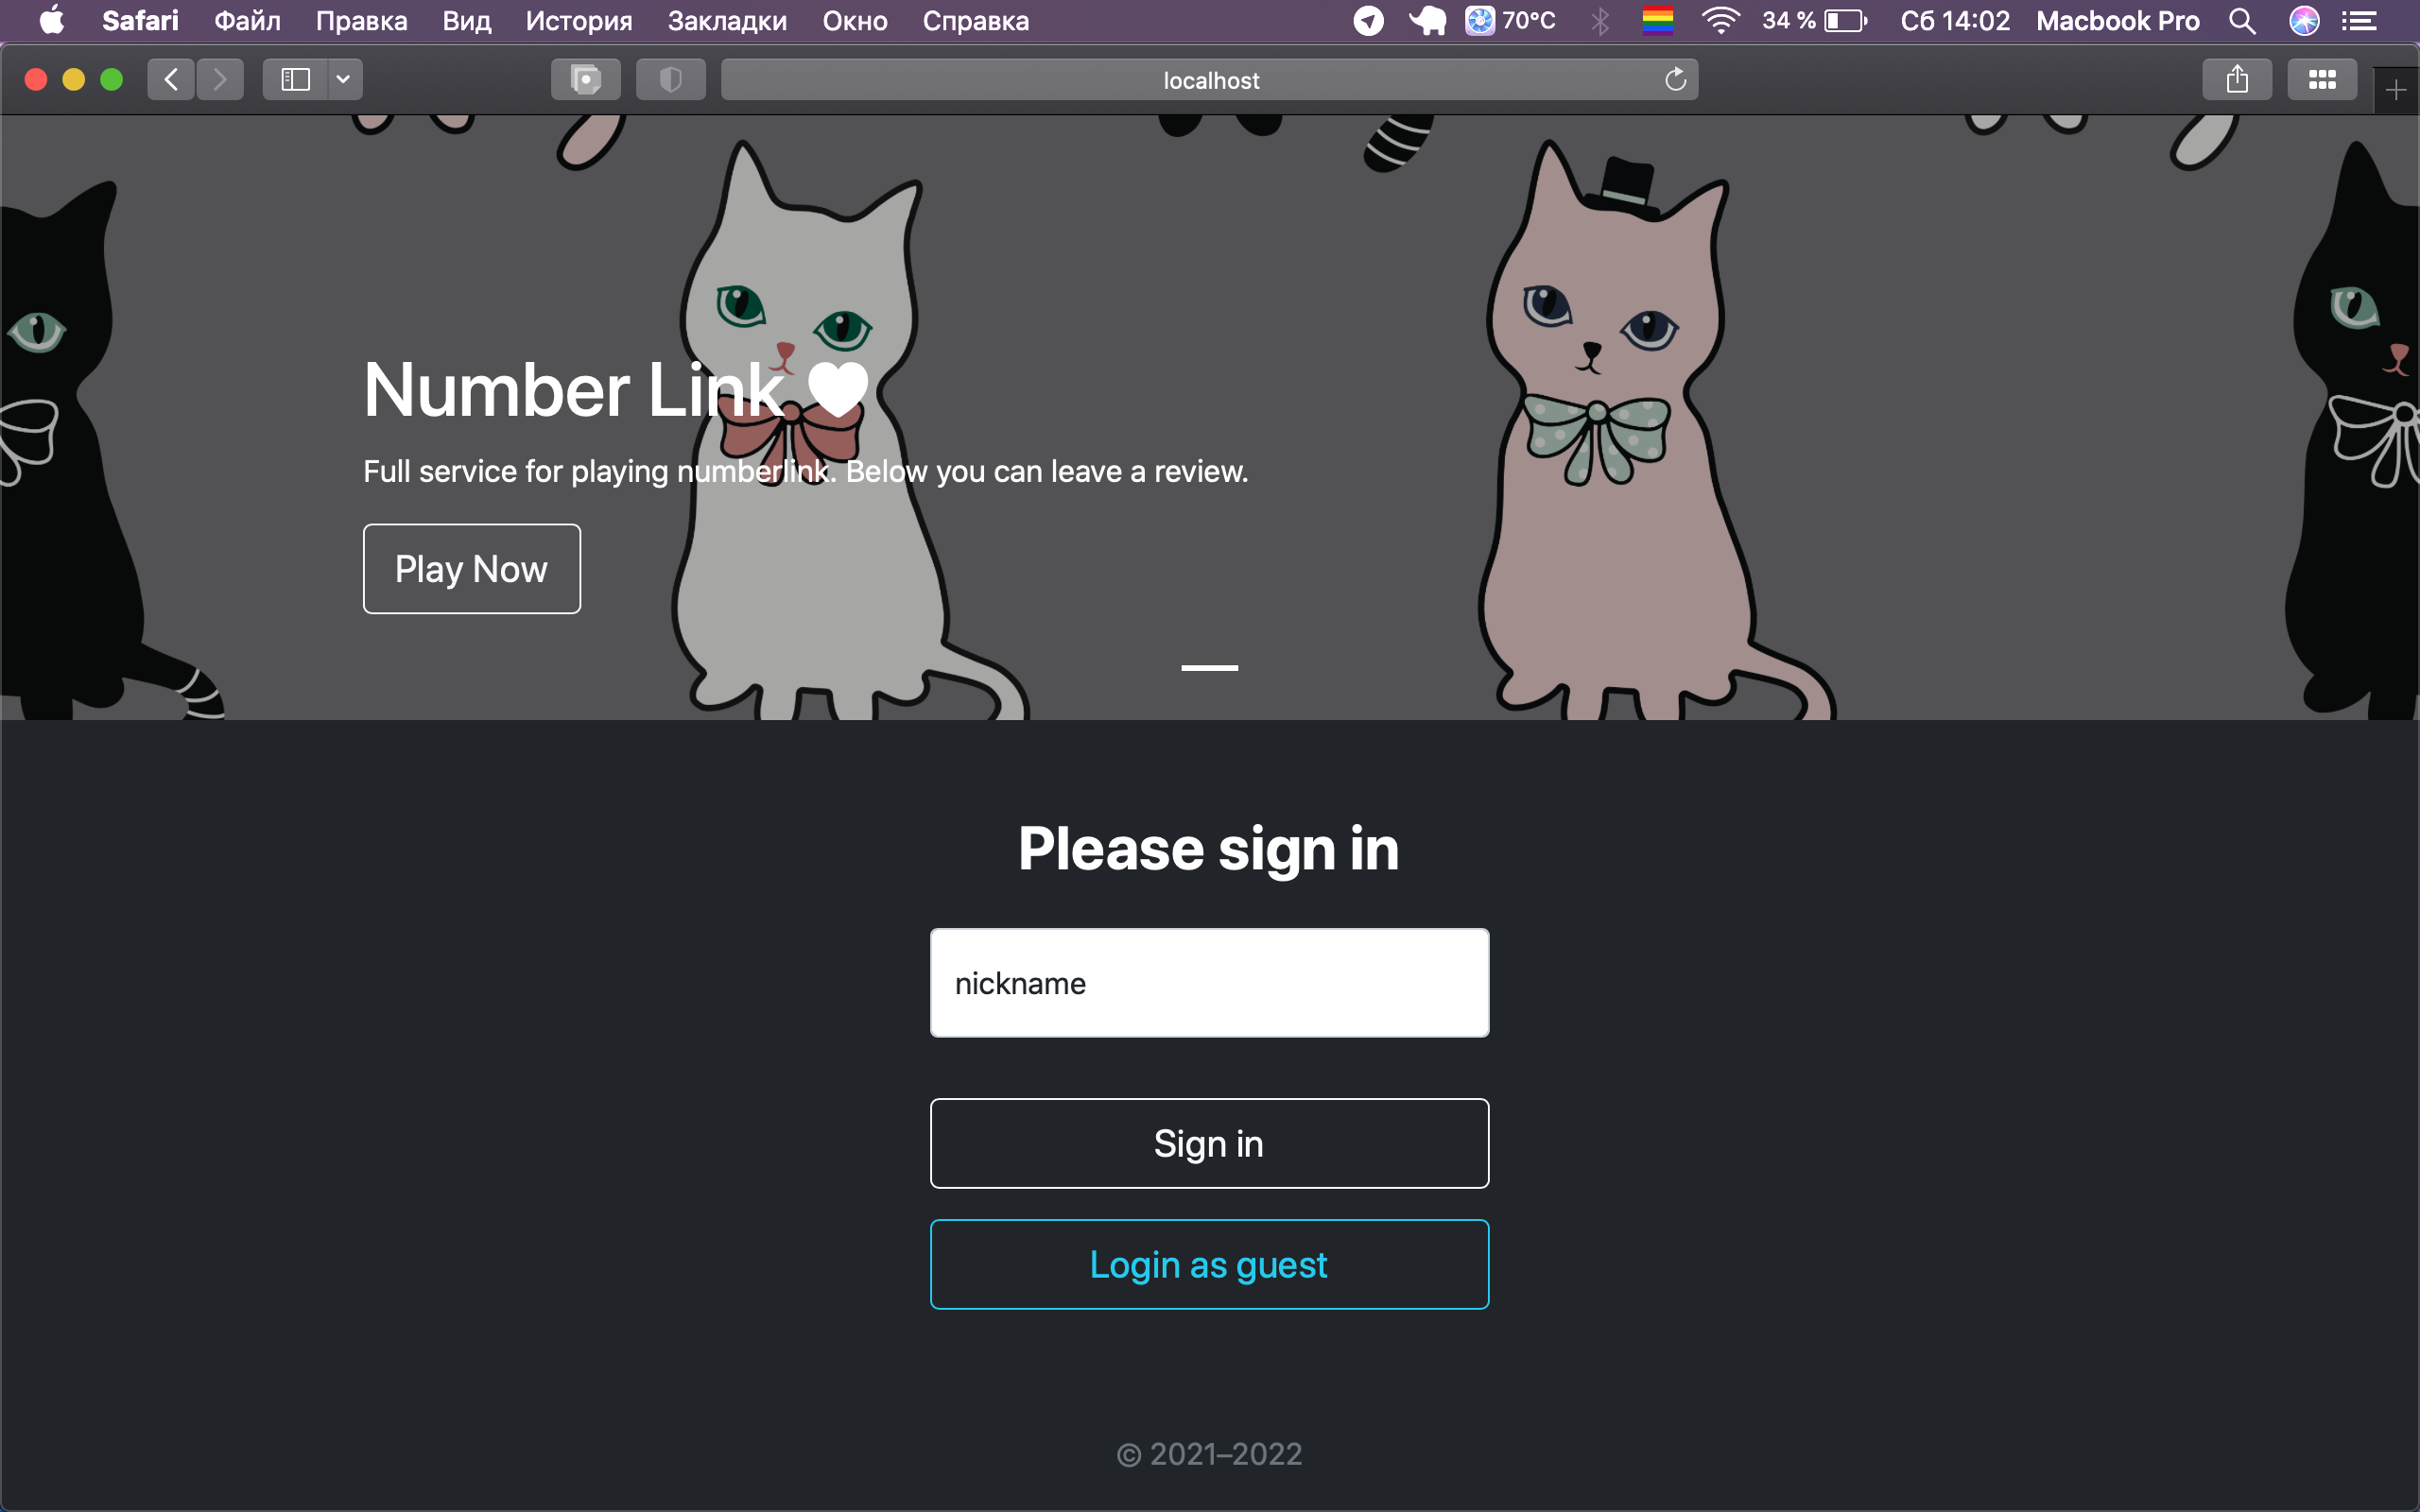 Safari Файл Правка Вид История Закладки Окно Справка 70°C 34 % Сб 14:02 Macbook Pro
localhost
Number Link
Full service for playing numberlink. Below you can leave a review.
Play Now
Please sign in
nickname
Sign in
Login as guest
© 2021–2022